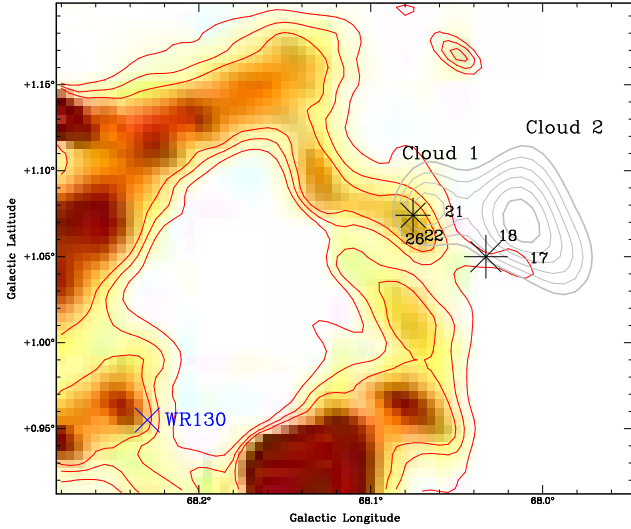 +1.15°
Cloud 2
Cloud 1
+1.10°
21
26
22
18
17
+1.05°
Galactic Latitude
+1.00°
WR130
+0.95°
68.2°
68.1°
68.0°
Galactic Longitude